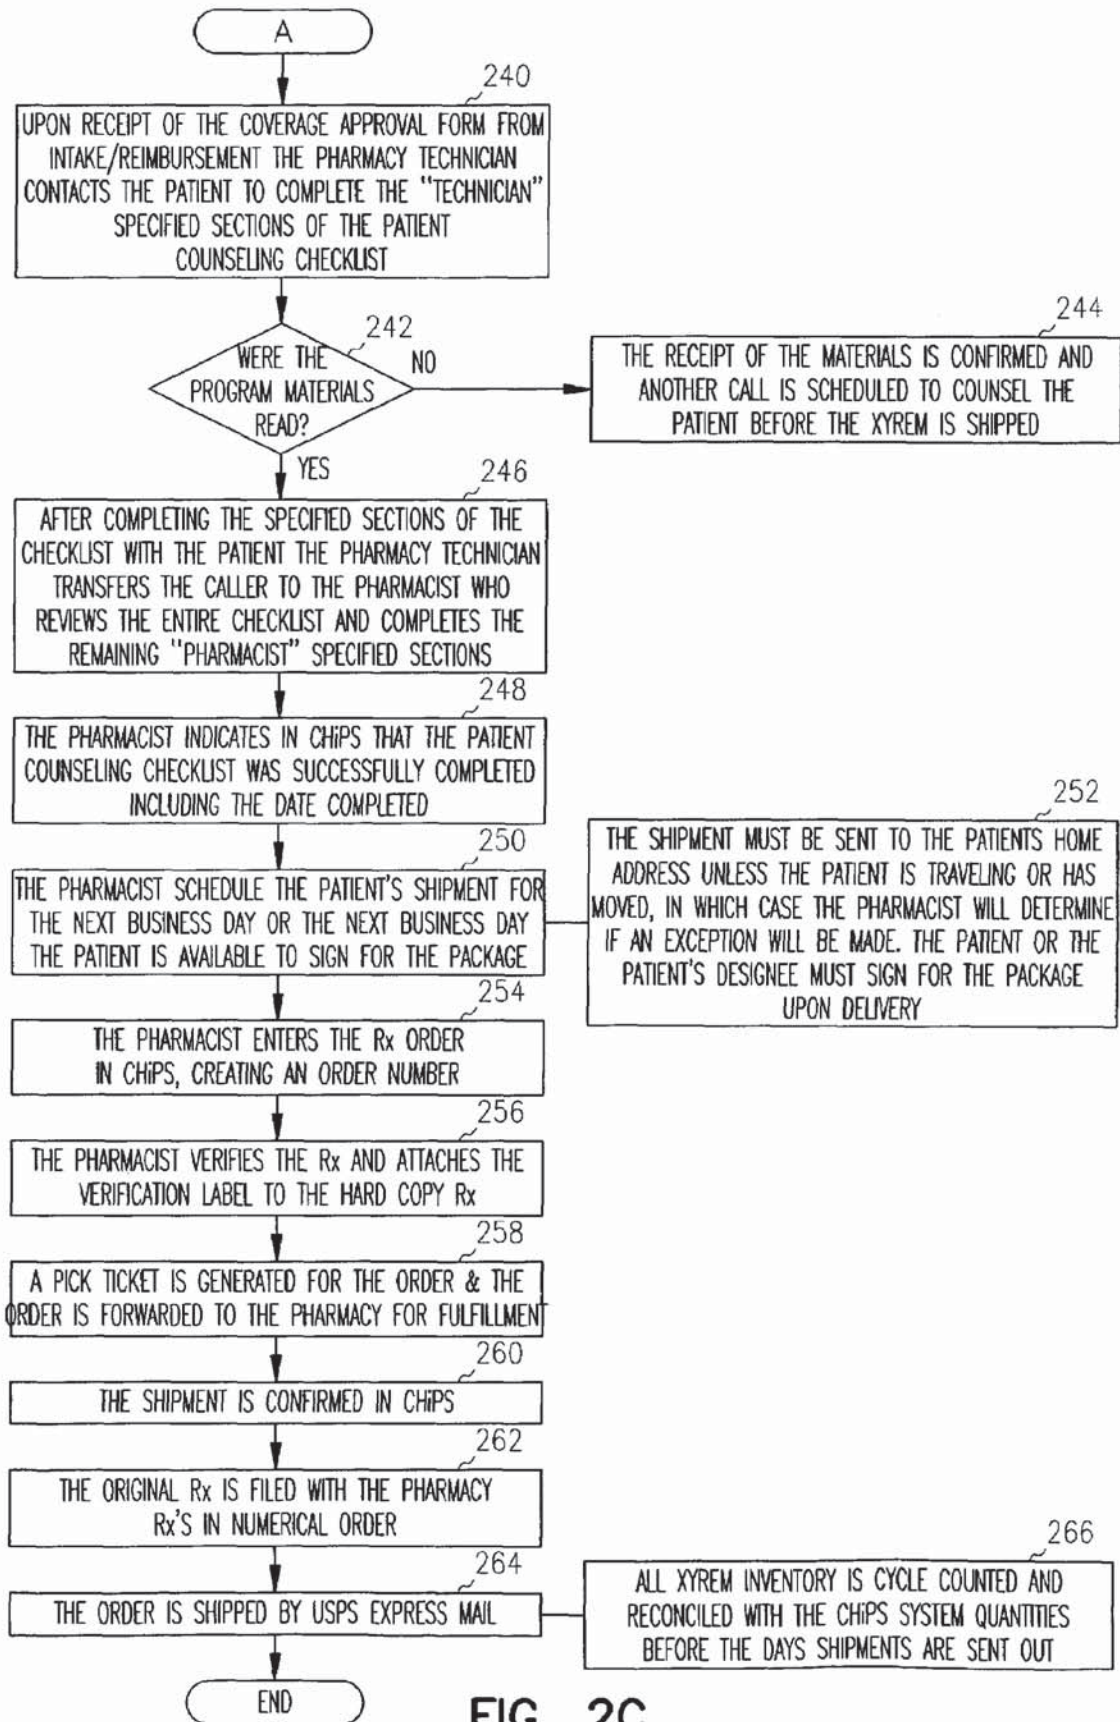 A
240
UPON RECEIPT OF THE COVERAGE APPROVAL FORM FROM
INTAKE/REIMBURSEMENT THE PHARMACY TECHNICIAN
CONTACTS THE PATIENT TO COMPLETE THE "TECHNICIAN"
SPECIFIED SECTIONS OF THE PATIENT
COUNSELING CHECKLIST
242
WERE THE
PROGRAM MATERIALS
READ?
NO
YES
244
THE RECEIPT OF THE MATERIALS IS CONFIRMED AND
ANOTHER CALL IS SCHEDULED TO COUNSEL THE
PATIENT BEFORE THE XYREM IS SHIPPED
246
AFTER COMPLETING THE SPECIFIED SECTIONS OF THE
CHECKLIST WITH THE PATIENT THE PHARMACY TECHNICIAN
TRANSFERS THE CALLER TO THE PHARMACIST WHO
REVIEWS THE ENTIRE CHECKLIST AND COMPLETES THE
REMAINING "PHARMACIST" SPECIFIED SECTIONS
248
THE PHARMACIST INDICATES IN CHiPS THAT THE PATIENT
COUNSELING CHECKLIST WAS SUCCESSFULLY COMPLETED
INCLUDING THE DATE COMPLETED
250
THE PHARMACIST SCHEDULE THE PATIENT'S SHIPMENT FOR
THE NEXT BUSINESS DAY OR THE NEXT BUSINESS DAY
THE PATIENT IS AVAILABLE TO SIGN FOR THE PACKAGE
252
THE SHIPMENT MUST BE SENT TO THE PATIENTS HOME
ADDRESS UNLESS THE PATIENT IS TRAVELING OR HAS
MOVED, IN WHICH CASE THE PHARMACIST WILL DETERMINE
IF AN EXCEPTION WILL BE MADE. THE PATIENT OR THE
PATIENT'S DESIGNEE MUST SIGN FOR THE PACKAGE
UPON DELIVERY
254
THE PHARMACIST ENTERS THE Rx ORDER
IN CHiPS, CREATING AN ORDER NUMBER
256
THE PHARMACIST VERIFIES THE Rx AND ATTACHES THE
VERIFICATION LABEL TO THE HARD COPY Rx
258
A PICK TICKET IS GENERATED FOR THE ORDER & THE
ORDER IS FORWARDED TO THE PHARMACY FOR FULFILLMENT
260
THE SHIPMENT IS CONFIRMED IN CHiPS
262
THE ORIGINAL Rx IS FILED WITH THE PHARMACY
Rx'S IN NUMERICAL ORDER
264
THE ORDER IS SHIPPED BY USPS EXPRESS MAIL
266
ALL XYREM INVENTORY IS CYCLE COUNTED AND
RECONCILED WITH THE CHiPS SYSTEM QUANTITIES
BEFORE THE DAYS SHIPMENTS ARE SENT OUT
END
FIG. 2C